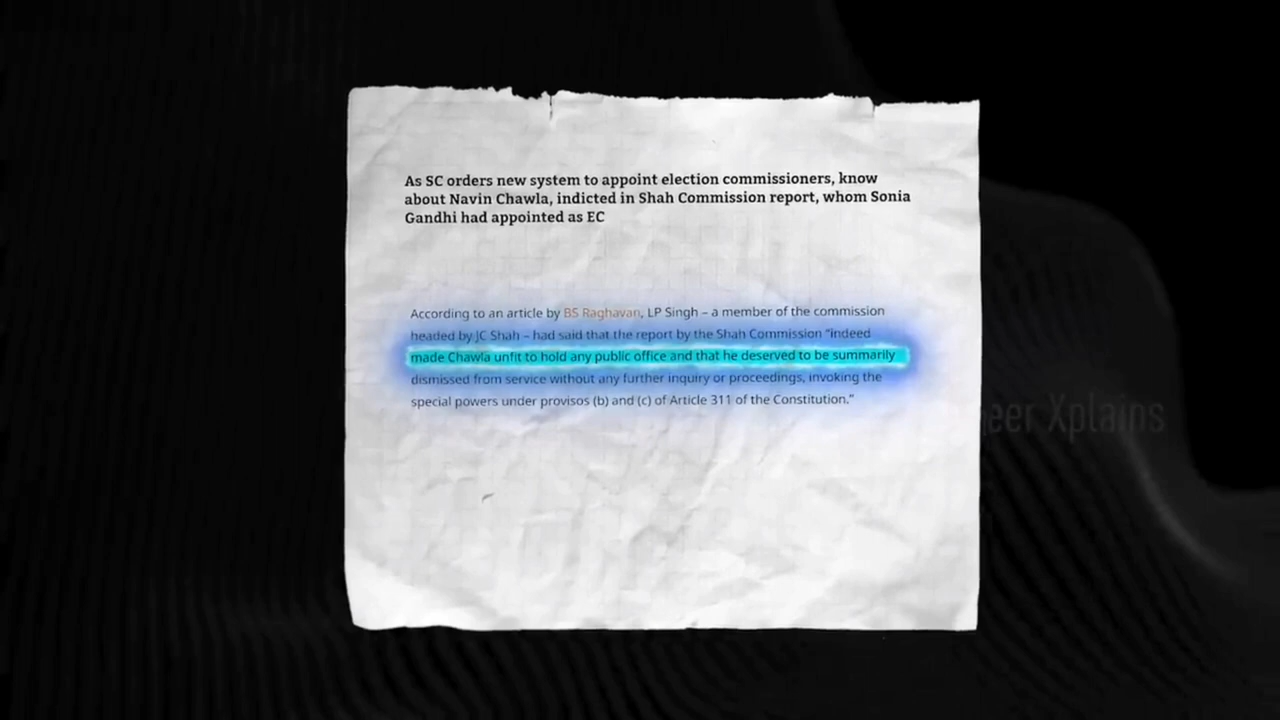 As SC orders new system to appoint election commissioners, know
about Navin Chawla, indicted in Shah Commission report, whom Sonia
Gandhi had appointed as EC
According to an article by BS Raghavan, LP Singh – a member of the commission
headed by JC Shah – had said that the report by the Shah Commission “indeed
made Chawla unfit to hold any public office and that he deserved to be summarily
dismissed from service without any further inquiry or proceedings, invoking the
special powers under provisos (b) and (c) of Article 311 of the Constitution.”
Xplains